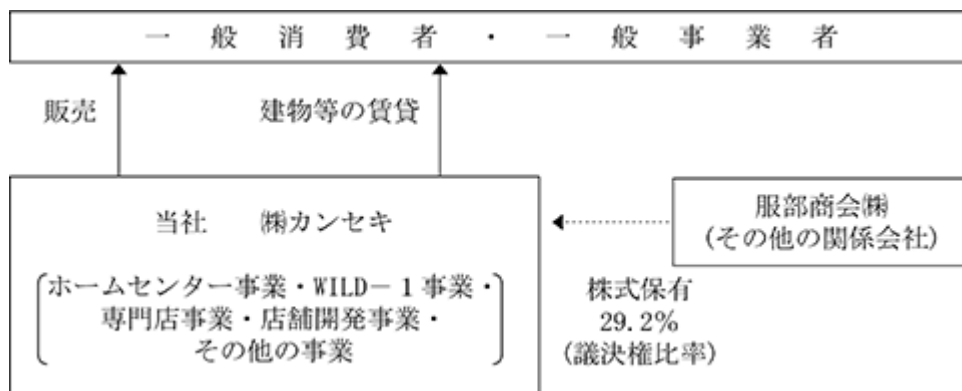 一般消費者・一般事業者
販売
建物等の賃貸
当社 ㈱カンセキ
ホームセンター事業・WILD－1事業・
専門店事業・店舗開発事業・
その他の事業
服部商会㈱
(その他の関係会社)
株式保有
29.2%
(議決権比率)